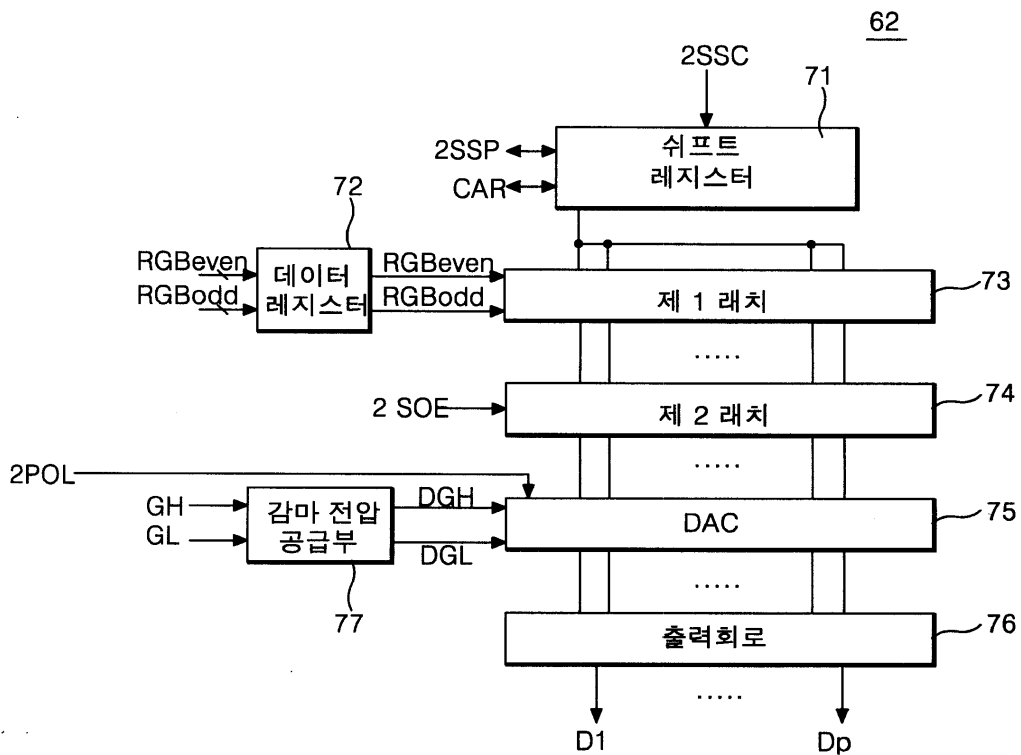 62
2SSC
71
쉬프트
레지스터
2SSP
CAR
72
RGBeven
RGBodd
데이터
레지스터
RGBeven
RGBodd
제 1 래치
73
.....
2 SOE
제 2 래치
74
.....
2POL
GH
GL
감마 전압
공급부
77
DGH
DGL
DAC
75
.....
출력회로
76
.....
D1
Dp